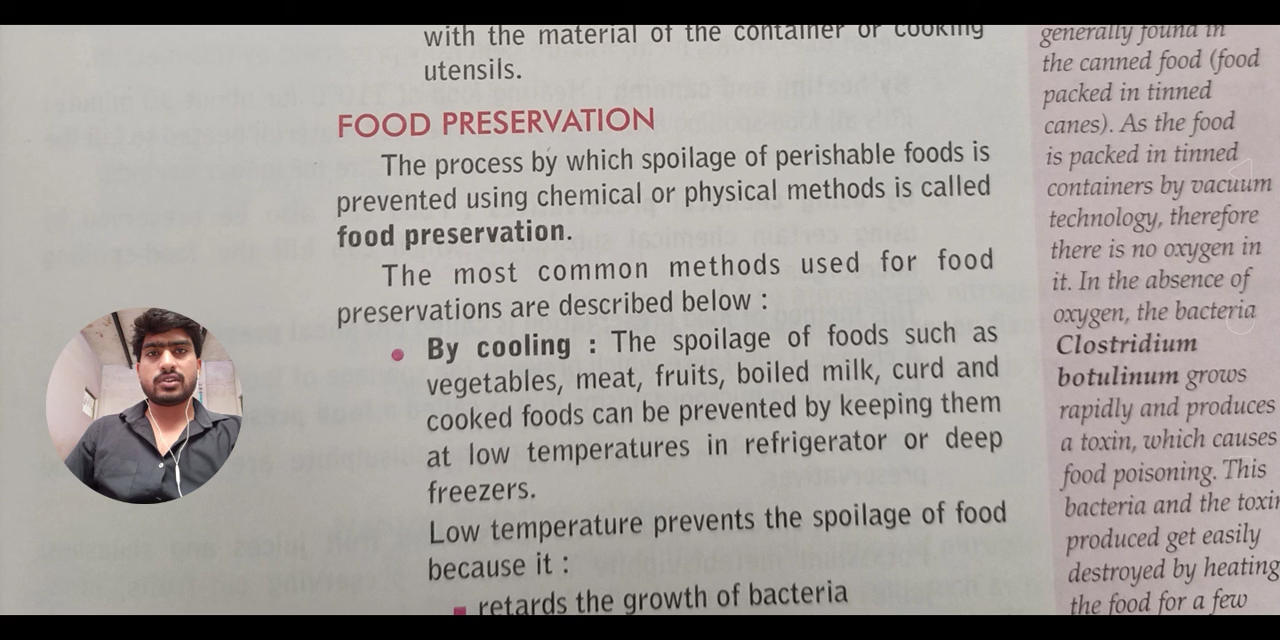 with the material of the container or cooking
utensils.
FOOD PRESERVATION
The process by which spoilage of perishable foods is
prevented using chemical or physical methods is called
food preservation.
The most common methods used for food
preservations are described below :
By cooling : The spoilage of foods such as
vegetables, meat, fruits, boiled milk, curd and
cooked foods can be prevented by keeping them
at low temperatures in refrigerator or deep
freezers.
Low temperature prevents the spoilage of food
because it :
retards the growth of bacteria
generally found in
the canned food (food
packed in tinned
canes). As the food
is packed in tinned
containers by vacuum
technology, therefore
there is no oxygen in
it. In the absence of
oxygen, the bacteria
Clostridium
botulinum grows
rapidly and produces
a toxin, which causes
food poisoning. This
bacteria and the toxin
produced get easily
destroyed by heating
the food for a few